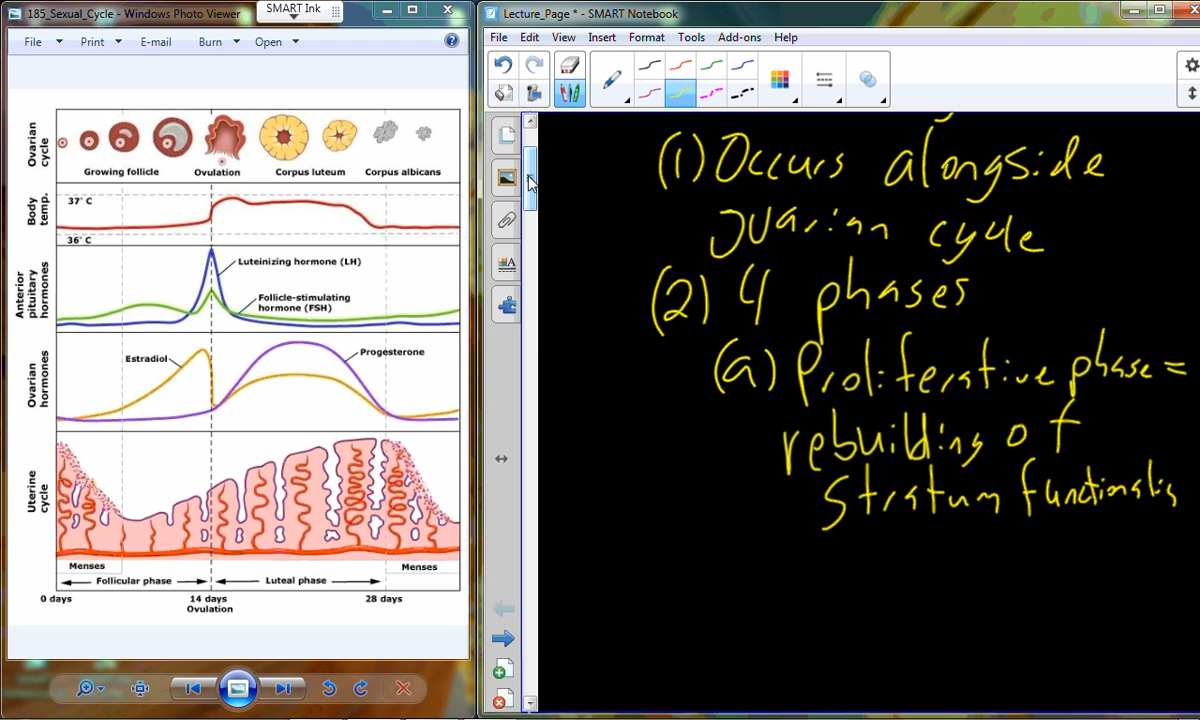 185_Sexual_Cycle - Windows Photo Viewer
SMART Ink
File Print E-mail Burn Open
Ovarian
cycle
Growing follicle Ovulation Corpus luteum Corpus albicans
Body
temp.
37° C
36° C
Anterior
pituitary
hormones
Luteinizing hormone (LH)
Follicle-stimulating
hormone (FSH)
Ovarian
hormones
Estradiol
Progesterone
Uterine
cycle
Menses Menses
Follicular phase Luteal phase
0 days 14 days 28 days
Ovulation
Lecture_Page * - SMART Notebook
File Edit View Insert Format Tools Add-ons Help
(1) Occurs alongside
ovarian cycle
(2) 4 phases
(a) Proliferative phase =
rebuilding of
stratum functionalis